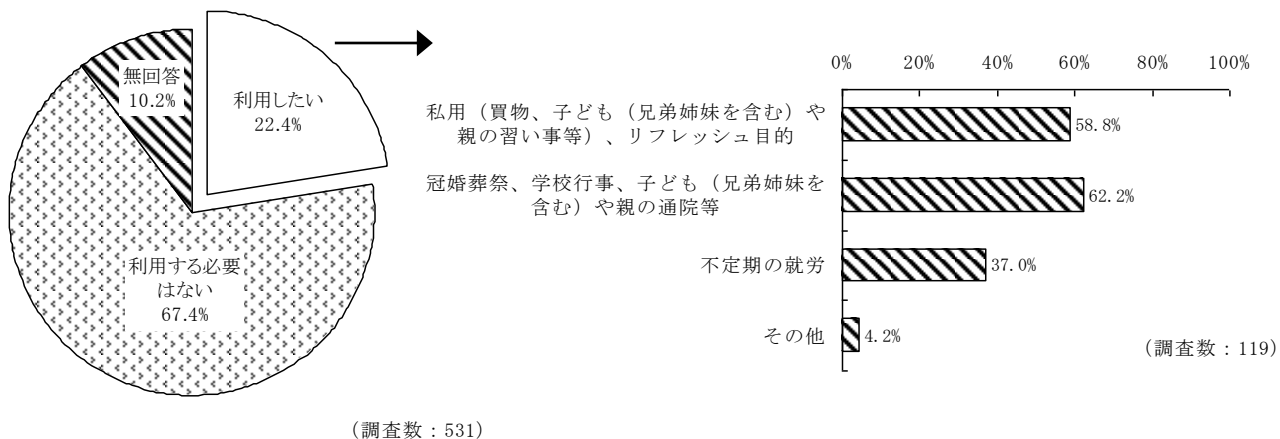 無回答
10.2%
利用したい
22.4%
利用する必要
はない
67.4%
(調査数：531)
0%
20%
40%
60%
80%
100%
私用（買物、子ども（兄弟姉妹を含む）や
親の習い事等）、リフレッシュ目的
58.8%
冠婚葬祭、学校行事、子ども（兄弟姉妹を
含む）や親の通院等
62.2%
不定期の就労
37.0%
その他
4.2%
(調査数：119)